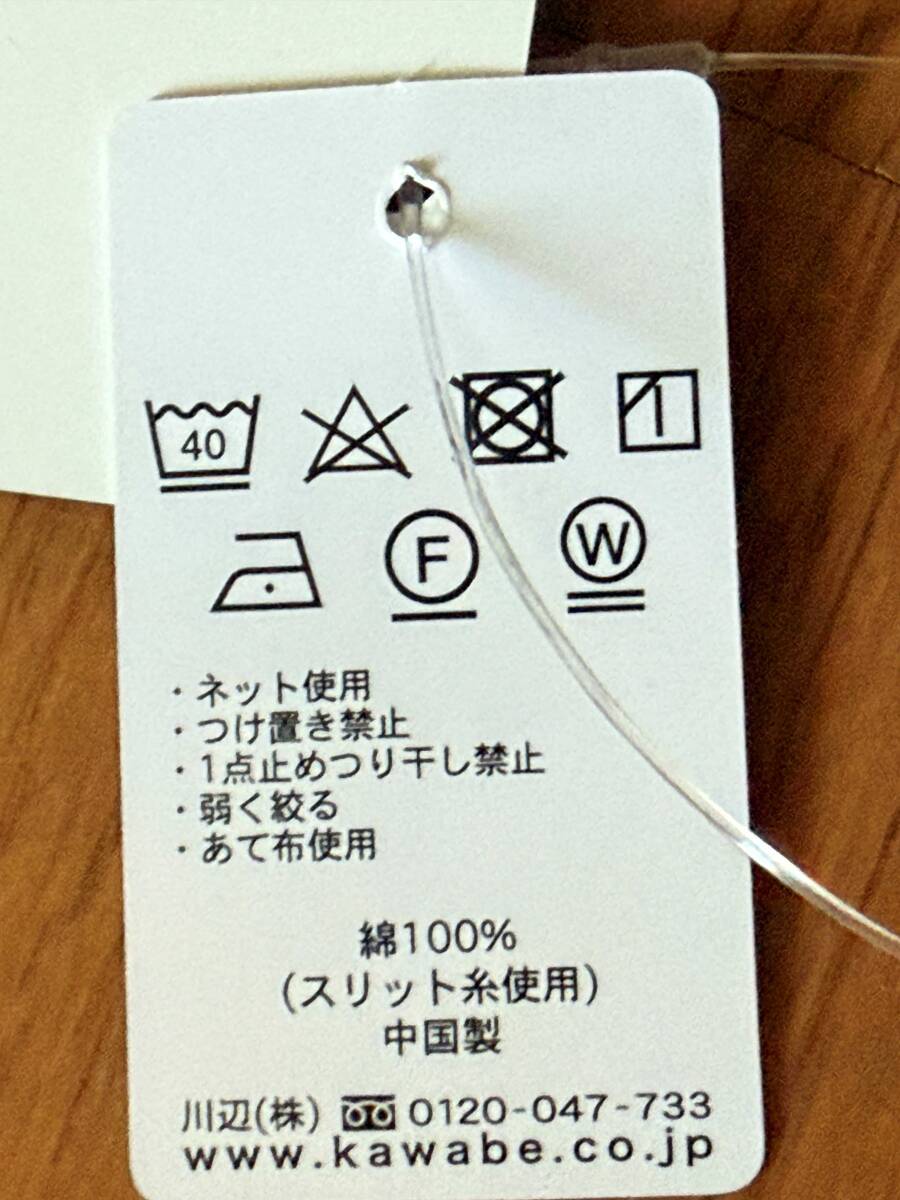 40
F W
・ネット使用
・つけ置き禁止
・1点止めつり干し禁止
・弱く絞る
・あて布使用
綿100%
(スリット糸使用)
中国製
川辺(株) 0120-047-733
www.kawabe.co.jp